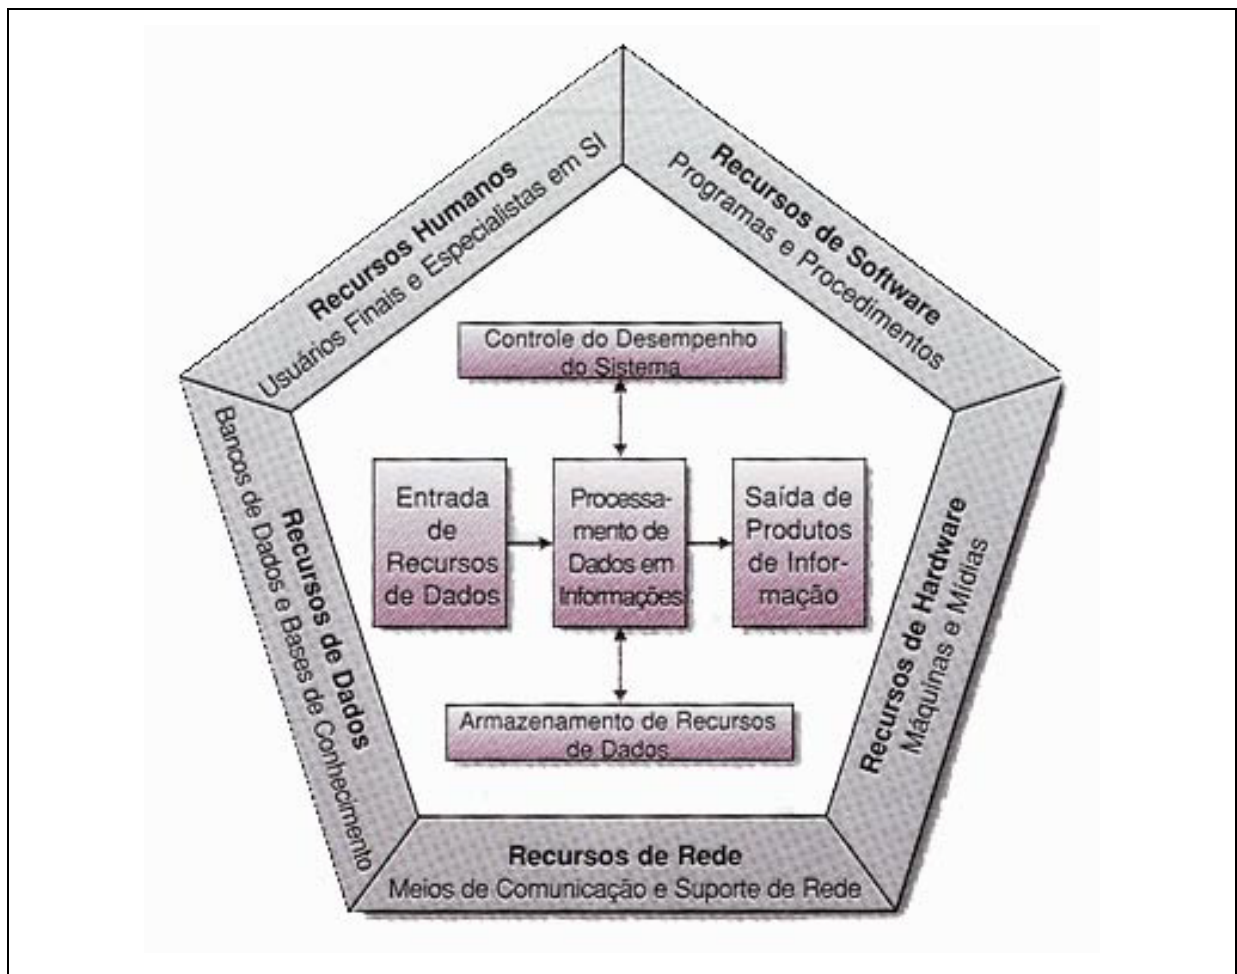 Recursos Humanos
Usuários Finais e Especialistas em SI
Recursos de Software
Programas e Procedimentos
Controle do Desempenho
do Sistema
Entrada
de
Recursos
de Dados
Processa-
mento de
Dados em
Informações
Saída de
Produtos
de Infor-
mação
Armazenamento de Recursos
de Dados
Recursos de Dados
Bancos de Dados e Bases de Conhecimento
Recursos de Hardware
Máquinas e Mídias
Recursos de Rede
Meios de Comunicação e Suporte de Rede